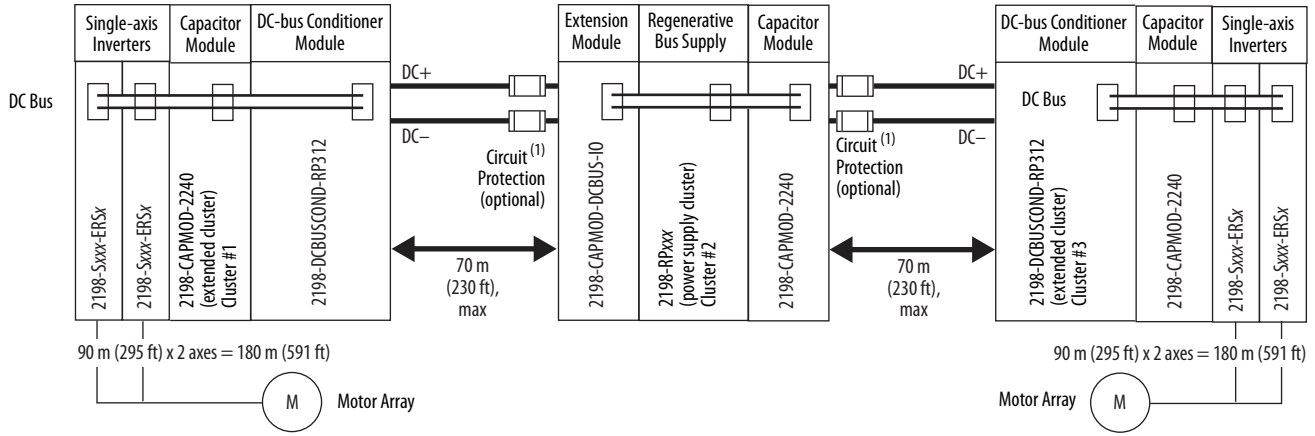 Single-axis
Inverters
Capacitor
Module
DC-bus Conditioner
Module
Extension
Module
Regenerative
Bus Supply
Capacitor
Module
DC-bus Conditioner
Module
Capacitor
Module
Single-axis
Inverters
DC Bus
DC+
DC–
Circuit (1)
Protection
(optional)
DC+
DC–
Circuit (1)
Protection
(optional)
DC Bus
2198-Sxxx-ERSx
2198-Sxxx-ERSx
2198-CAPMOD-2240
(extended cluster)
Cluster #1
2198-DCBUSCOND-RP312
70 m
(230 ft),
max
2198-CAPMOD-DCBUS-IO
2198-RPxxx
(power supply cluster)
Cluster #2
2198-CAPMOD-2240
70 m
(230 ft),
max
2198-DCBUSCOND-RP312
(extended cluster)
Cluster #3
2198-CAPMOD-2240
2198-Sxxx-ERSx
2198-Sxxx-ERSx
90 m (295 ft) x 2 axes = 180 m (591 ft)
90 m (295 ft) x 2 axes = 180 m (591 ft)
M
Motor Array
Motor Array
M